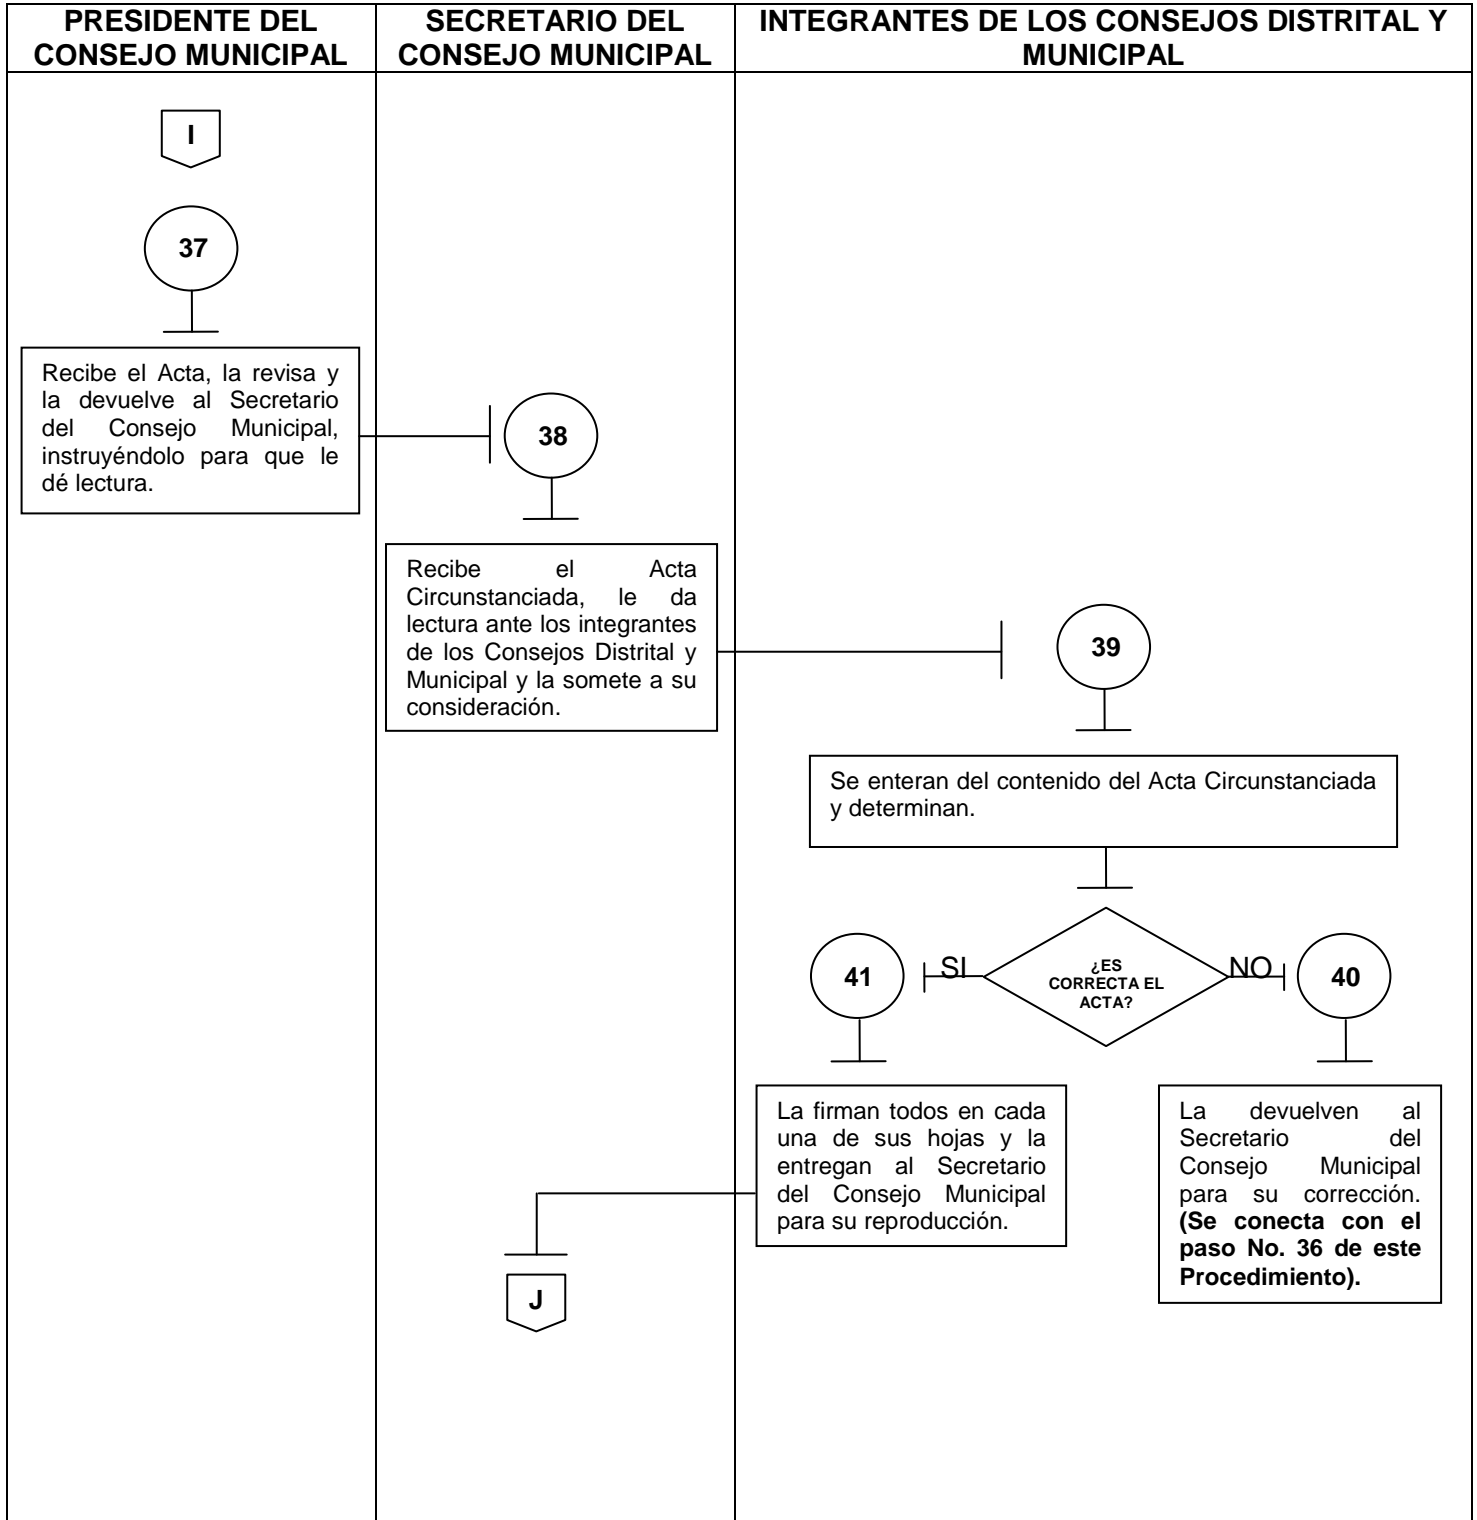 PRESIDENTE DEL
CONSEJO MUNICIPAL
SECRETARIO DEL
CONSEJO MUNICIPAL
INTEGRANTES DE LOS CONSEJOS DISTRITAL Y
MUNICIPAL
I
37
Recibe el Acta, la revisa y
la devuelve al Secretario
del Consejo Municipal,
instruyéndolo para que le
dé lectura.
38
Recibe el Acta
Circunstanciada, le da
lectura ante los integrantes
de los Consejos Distrital y
Municipal y la somete a su
consideración.
39
Se enteran del contenido del Acta Circunstanciada
y determinan.
¿ES
CORRECTA EL
ACTA?
SI
NO
41
40
La firman todos en cada
una de sus hojas y la
entregan al Secretario
del Consejo Municipal
para su reproducción.
La devuelven al
Secretario del
Consejo Municipal
para su corrección.
(Se conecta con el
paso No. 36 de este
Procedimiento).
J